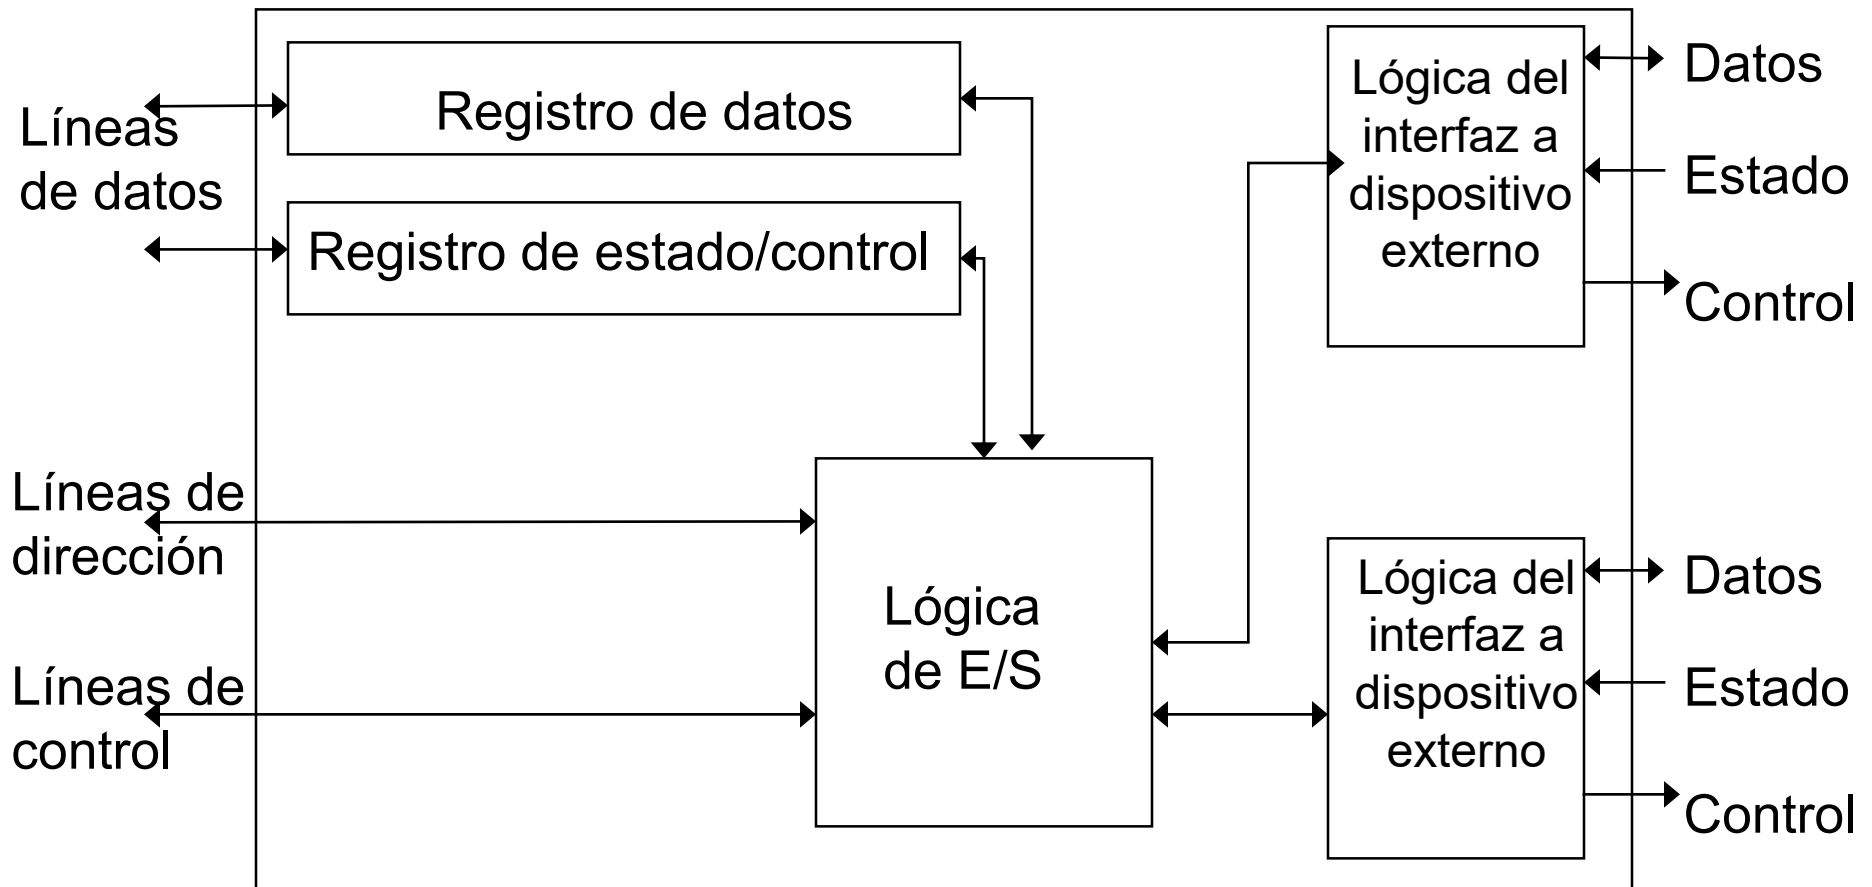 Líneas
de datos
Registro de datos
Registro de estado/control
Líneas de
dirección
Líneas de
control
Lógica
de E/S
Lógica del
interfaz a
dispositivo
externo
Datos
Estado
Control
Lógica del
interfaz a
dispositivo
externo
Datos
Estado
Control